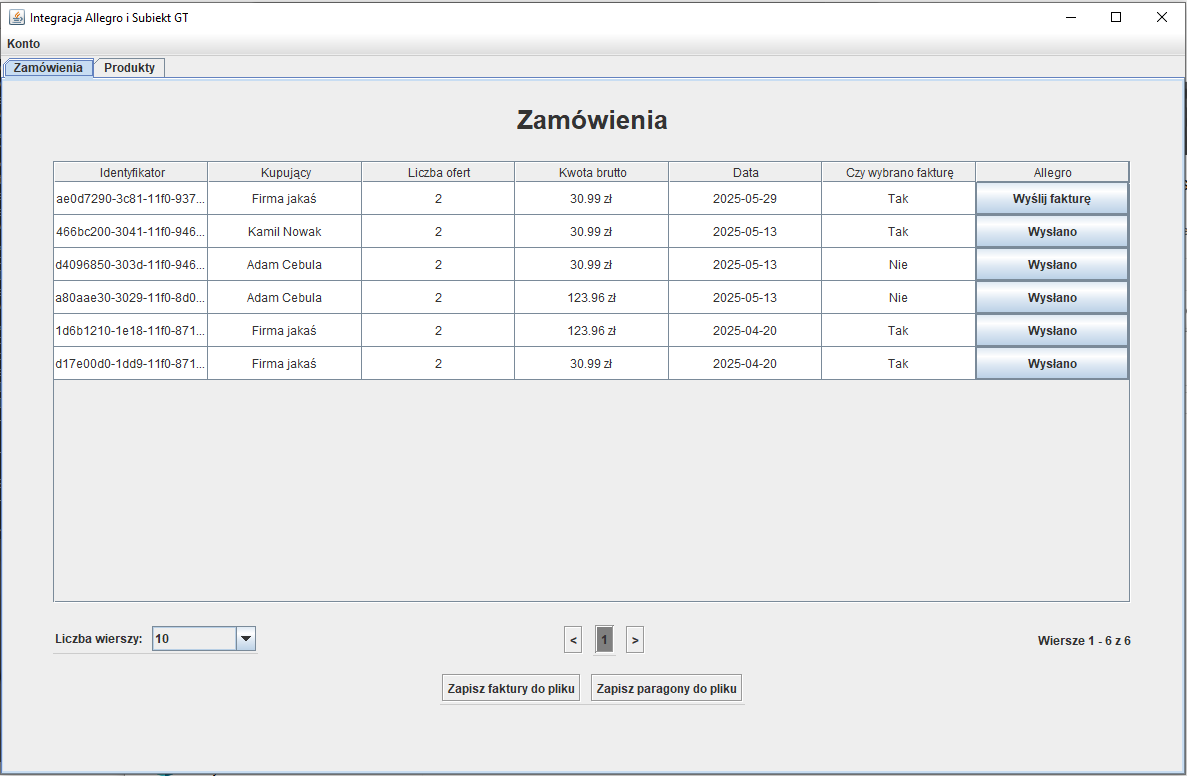 Integracja Allegro i Subiekt GT
Konto
Zamówienia Produkty
Zamówienia
Identyfikator Kupujący Liczba ofert Kwota brutto Data Czy wybrano fakturę Allegro
ae0d7290-3c81-11f0-937... Firma jakaś 2 30.99 zł 2025-05-29 Tak Wyślij fakturę
466bc200-3041-11f0-946... Kamil Nowak 2 30.99 zł 2025-05-13 Tak Wysłano
d4096850-303d-11f0-946... Adam Cebula 2 30.99 zł 2025-05-13 Nie Wysłano
a80aae30-3029-11f0-8d0... Adam Cebula 2 123.96 zł 2025-05-13 Nie Wysłano
1d6b1210-1e18-11f0-871... Firma jakaś 2 123.96 zł 2025-04-20 Tak Wysłano
d17e00d0-1dd9-11f0-871... Firma jakaś 2 30.99 zł 2025-04-20 Tak Wysłano
Liczba wierszy: 10 < 1 > Wiersze 1 - 6 z 6
Zapisz faktury do pliku Zapisz paragony do pliku